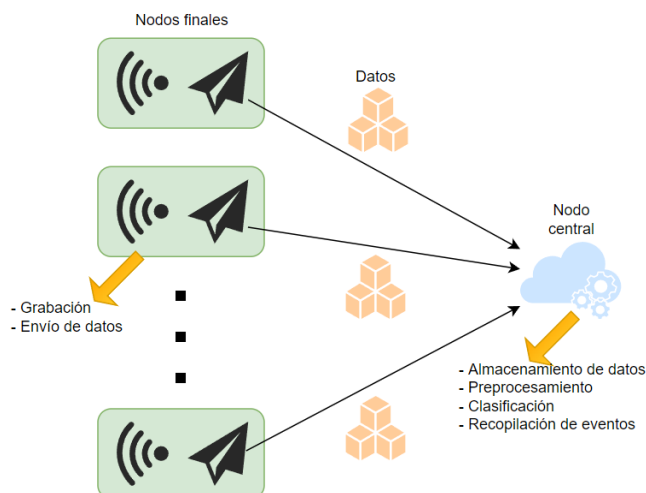 Nodos finales
Datos
Nodo
central
- Grabación
- Envío de datos
- Almacenamiento de datos
- Preprocesamiento
- Clasificación
- Recopilación de eventos